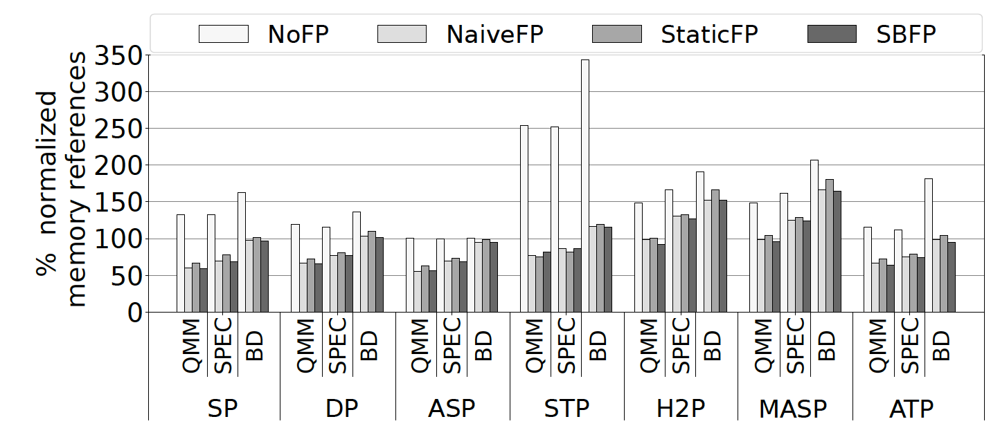 NoFP NaiveFP StaticFP SBFP
% normalized
memory references
350
300
250
200
150
100
50
0
QMM SPEC BD QMM SPEC BD QMM SPEC BD QMM SPEC BD QMM SPEC BD QMM SPEC BD QMM SPEC BD
SP DP ASP STP H2P MASP ATP